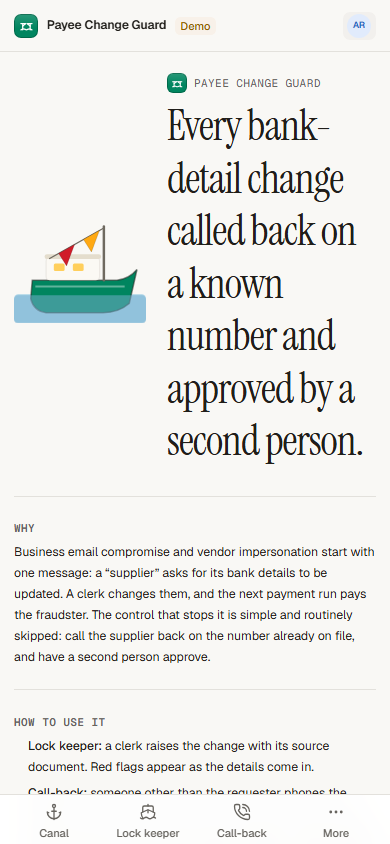 Payee Change Guard Demo AR
PAYEE CHANGE GUARD
Every bank-
detail change
called back on
a known
number and
approved by a
second person.
WHY
Business email compromise and vendor impersonation start with
one message: a “supplier” asks for its bank details to be
updated. A clerk changes them, and the next payment run pays
the fraudster. The control that stops it is simple and routinely
skipped: call the supplier back on the number already on file,
and have a second person approve.
HOW TO USE IT
Lock keeper: a clerk raises the change with its source
document. Red flags appear as the details come in.
Call-back: someone other than the requester phones the
Canal Lock keeper Call-back More